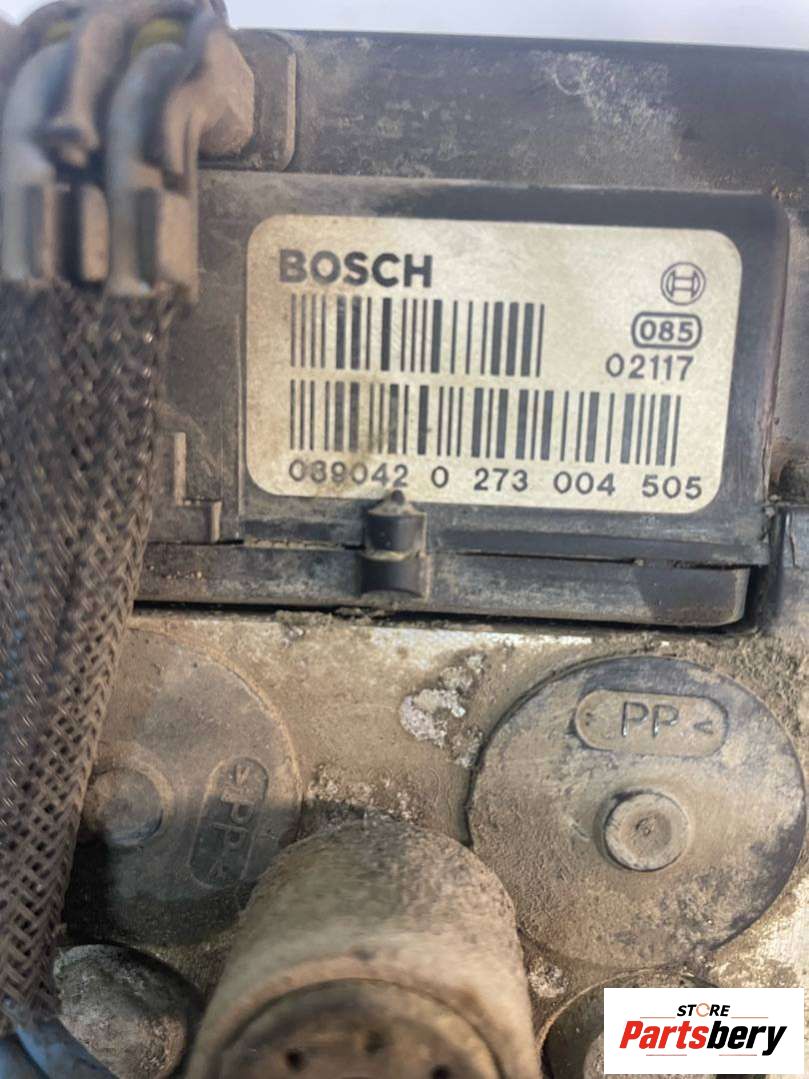 BOSCH
085
02117
039042 0 273 004 505
PP <
> PP <
STORE
Partsbery